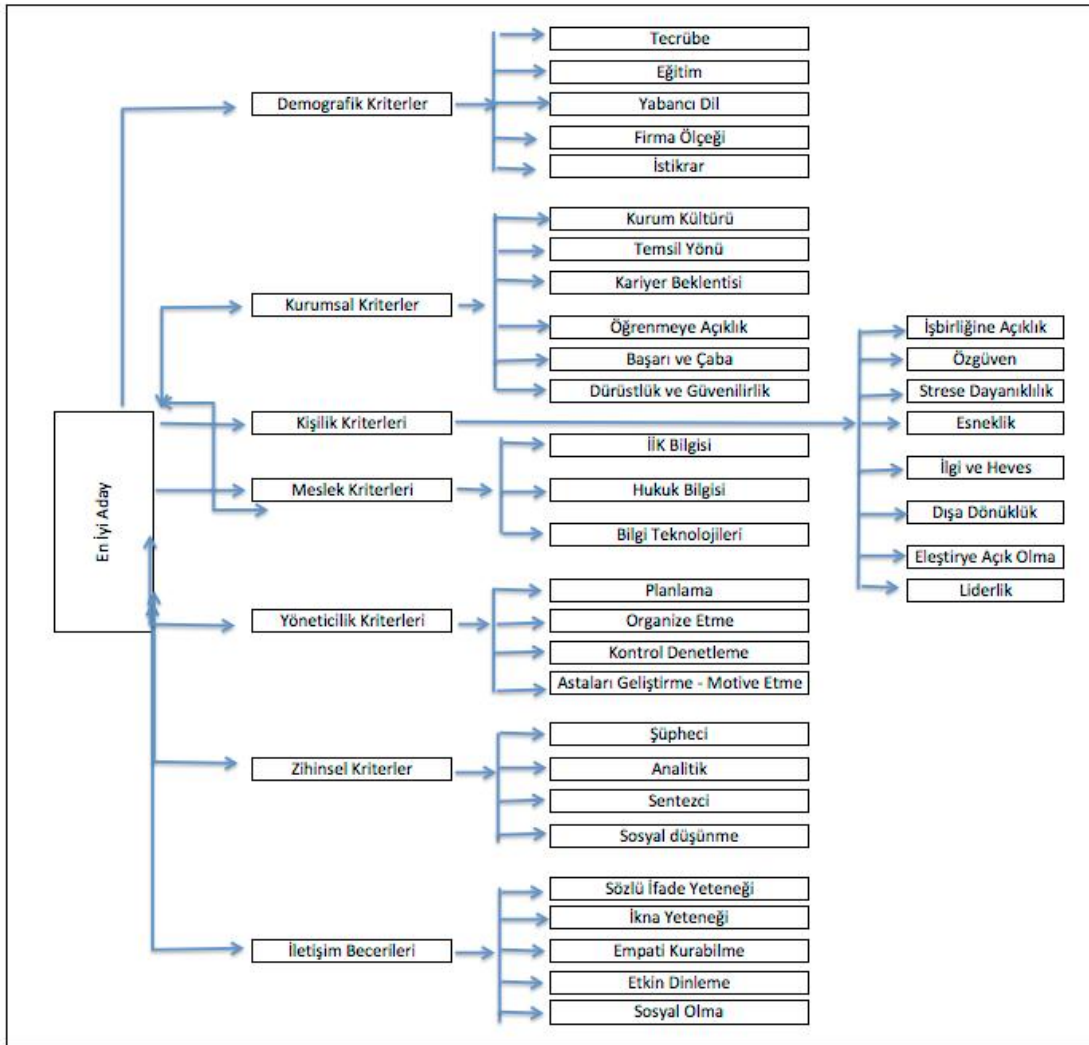 En İyi Aday
Demografik Kriterler
Tecrübe
Eğitim
Yabancı Dil
Firma Ölçeği
İstikrar
Kurumsal Kriterler
Kurum Kültürü
Temsil Yönü
Kariyer Beklentisi
Öğrenmeye Açıklık
Başarı ve Çaba
Dürüstlük ve Güvenilirlik
Kişilik Kriterleri
İşbirliğine Açıklık
Özgüven
Strese Dayanıklılık
Esneklik
İlgi ve Heves
Dışa Dönüklük
Eleştirye Açık Olma
Liderlik
Meslek Kriterleri
İİK Bilgisi
Hukuk Bilgisi
Bilgi Teknolojileri
Yöneticilik Kriterleri
Planlama
Organize Etme
Kontrol Denetleme
Astaları Geliştirme - Motive Etme
Zihinsel Kriterler
Şüpheci
Analitik
Sentezci
Sosyal düşünme
İletişim Becerileri
Sözlü İfade Yeteneği
İkna Yeteneği
Empati Kurabilme
Etkin Dinleme
Sosyal Olma